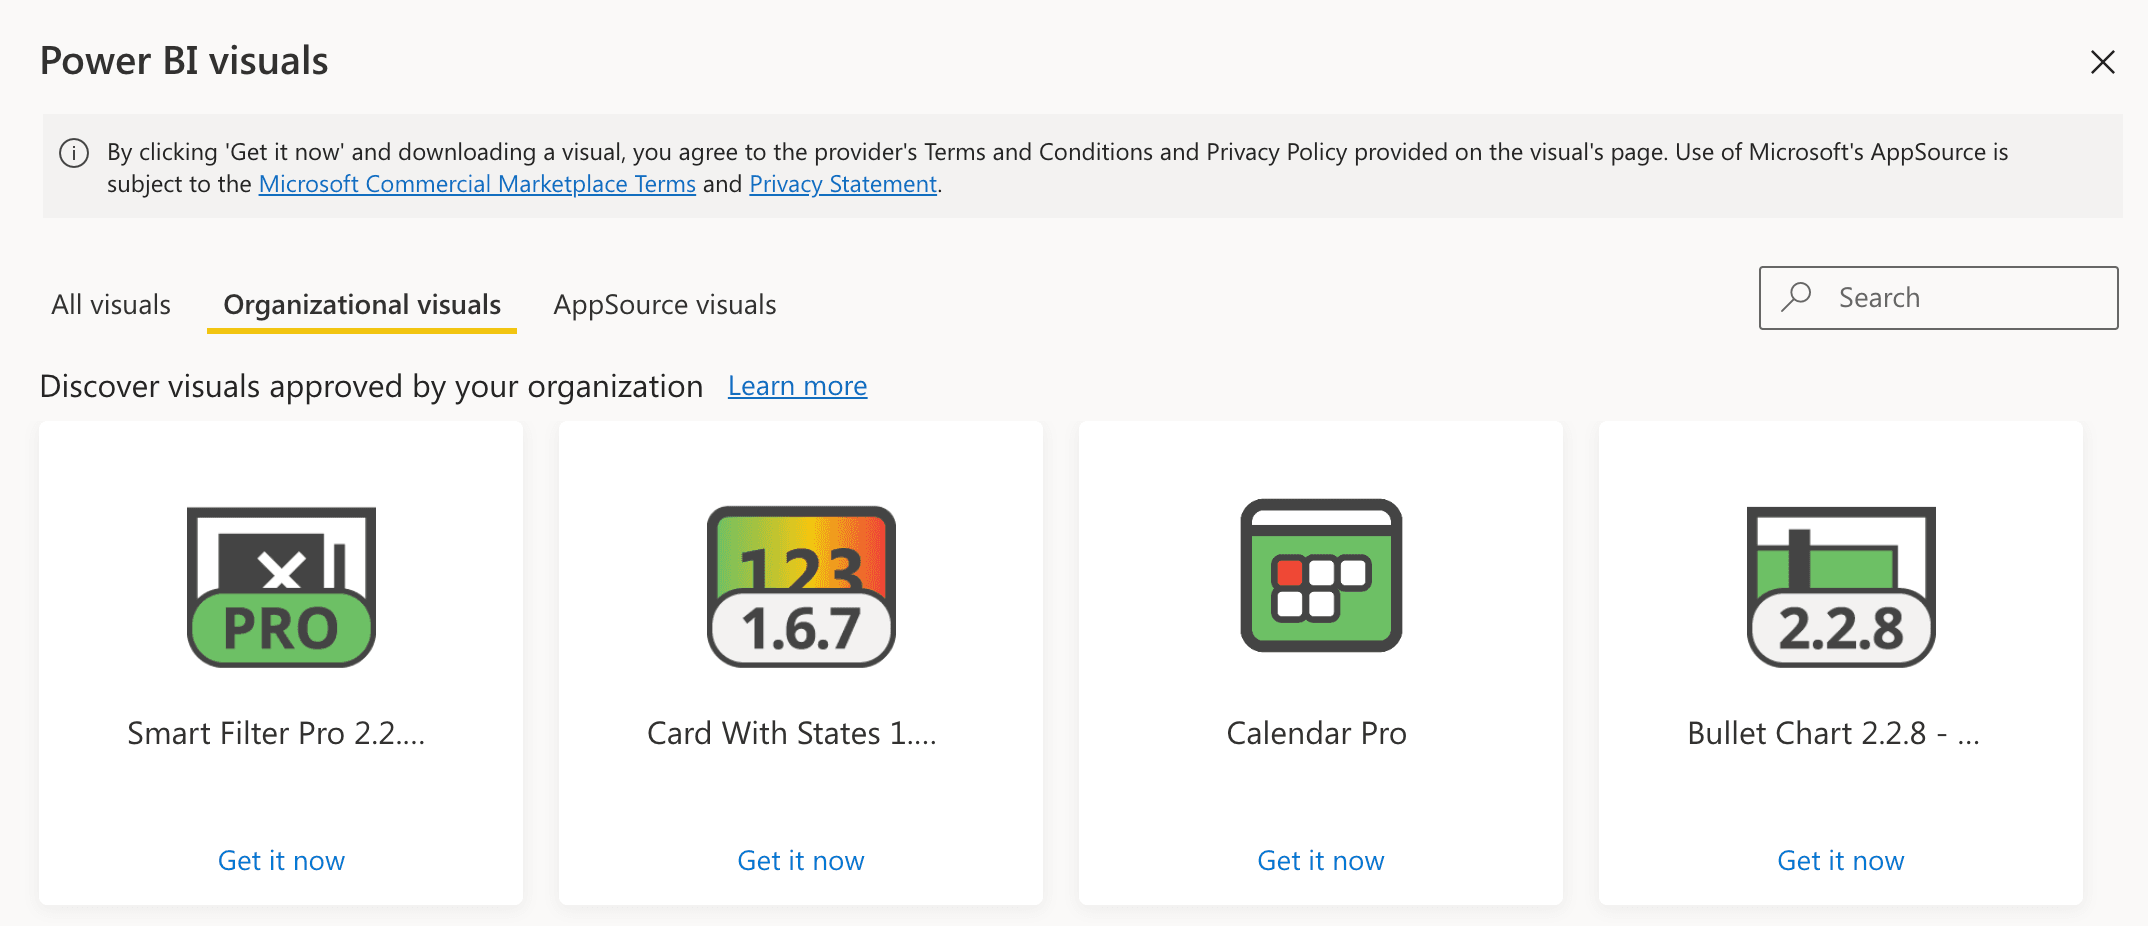 Power BI visuals
By clicking 'Get it now' and downloading a visual, you agree to the provider's Terms and Conditions and Privacy Policy provided on the visual's page. Use of Microsoft's AppSource is
subject to the Microsoft Commercial Marketplace Terms and Privacy Statement.
All visuals
Organizational visuals
AppSource visuals
Search
Discover visuals approved by your organization Learn more
PRO
Smart Filter Pro 2.2....
Get it now
123
1.6.7
Card With States 1....
Get it now
Calendar Pro
Get it now
2.2.8
Bullet Chart 2.2.8 - ...
Get it now